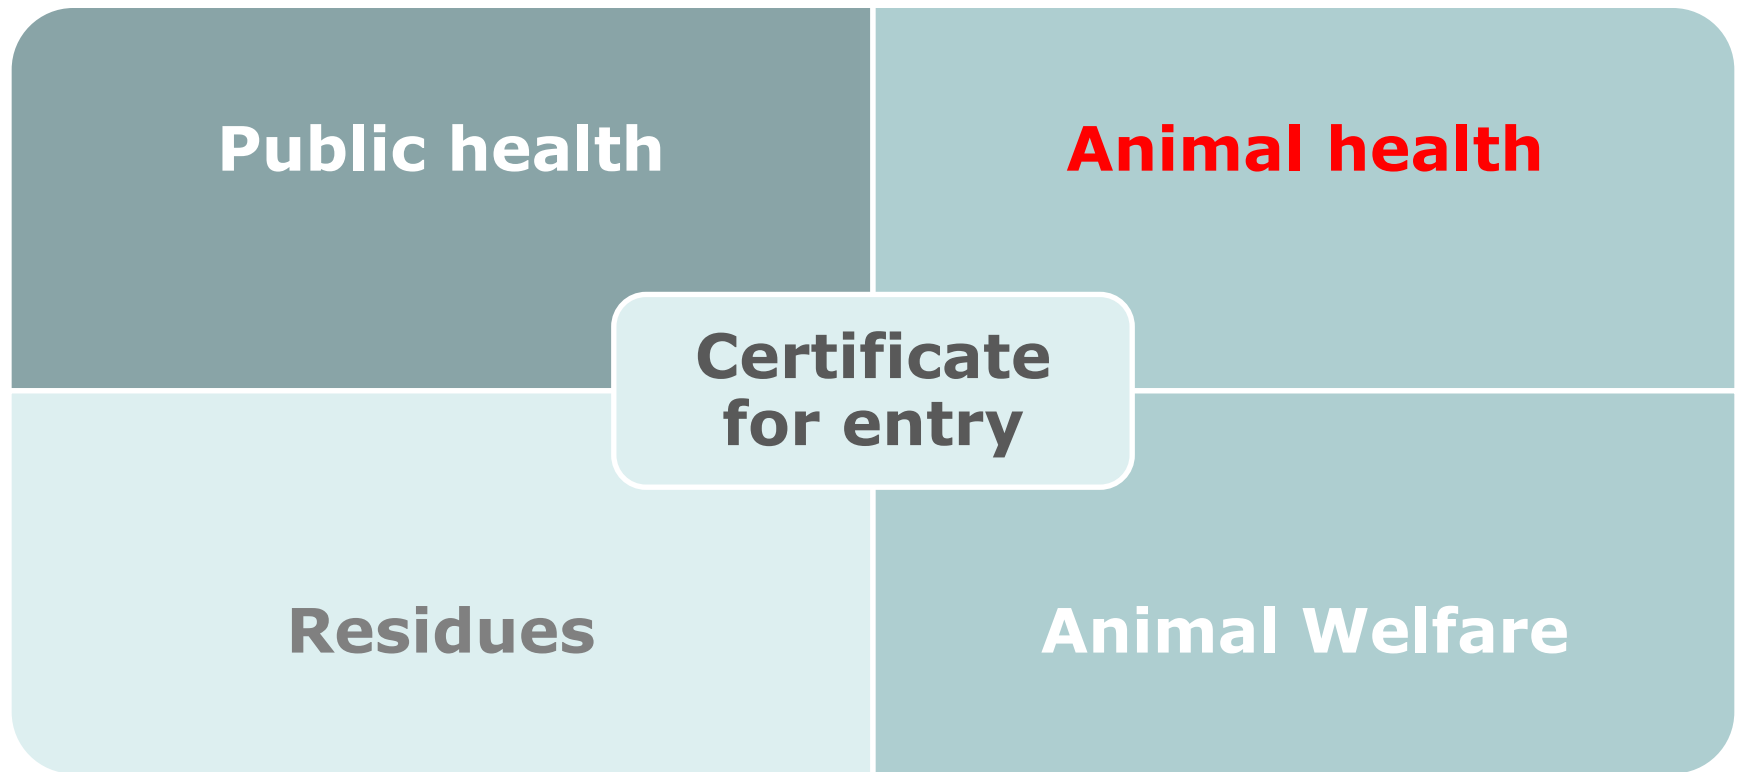 Public health
Animal health
Certificate
for entry
Residues
Animal Welfare